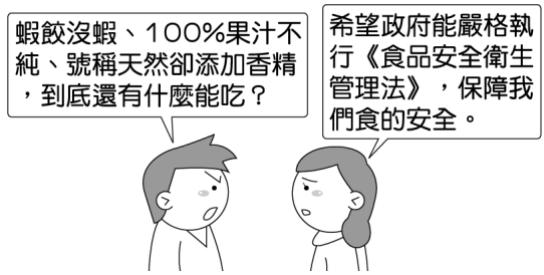 蝦餃沒蝦、100%果汁不
純、號稱天然卻添加香精
，到底還有什麼能吃？
希望政府能嚴格執
行《食品安全衛生
管理法》，保障我
們食的安全。